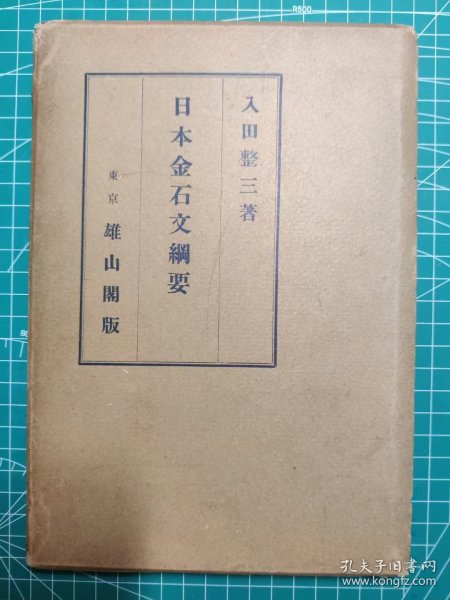 入田整三著
日本金石文綱要
東京 雄山閣版
孔夫子旧书网
www.kongfz.com